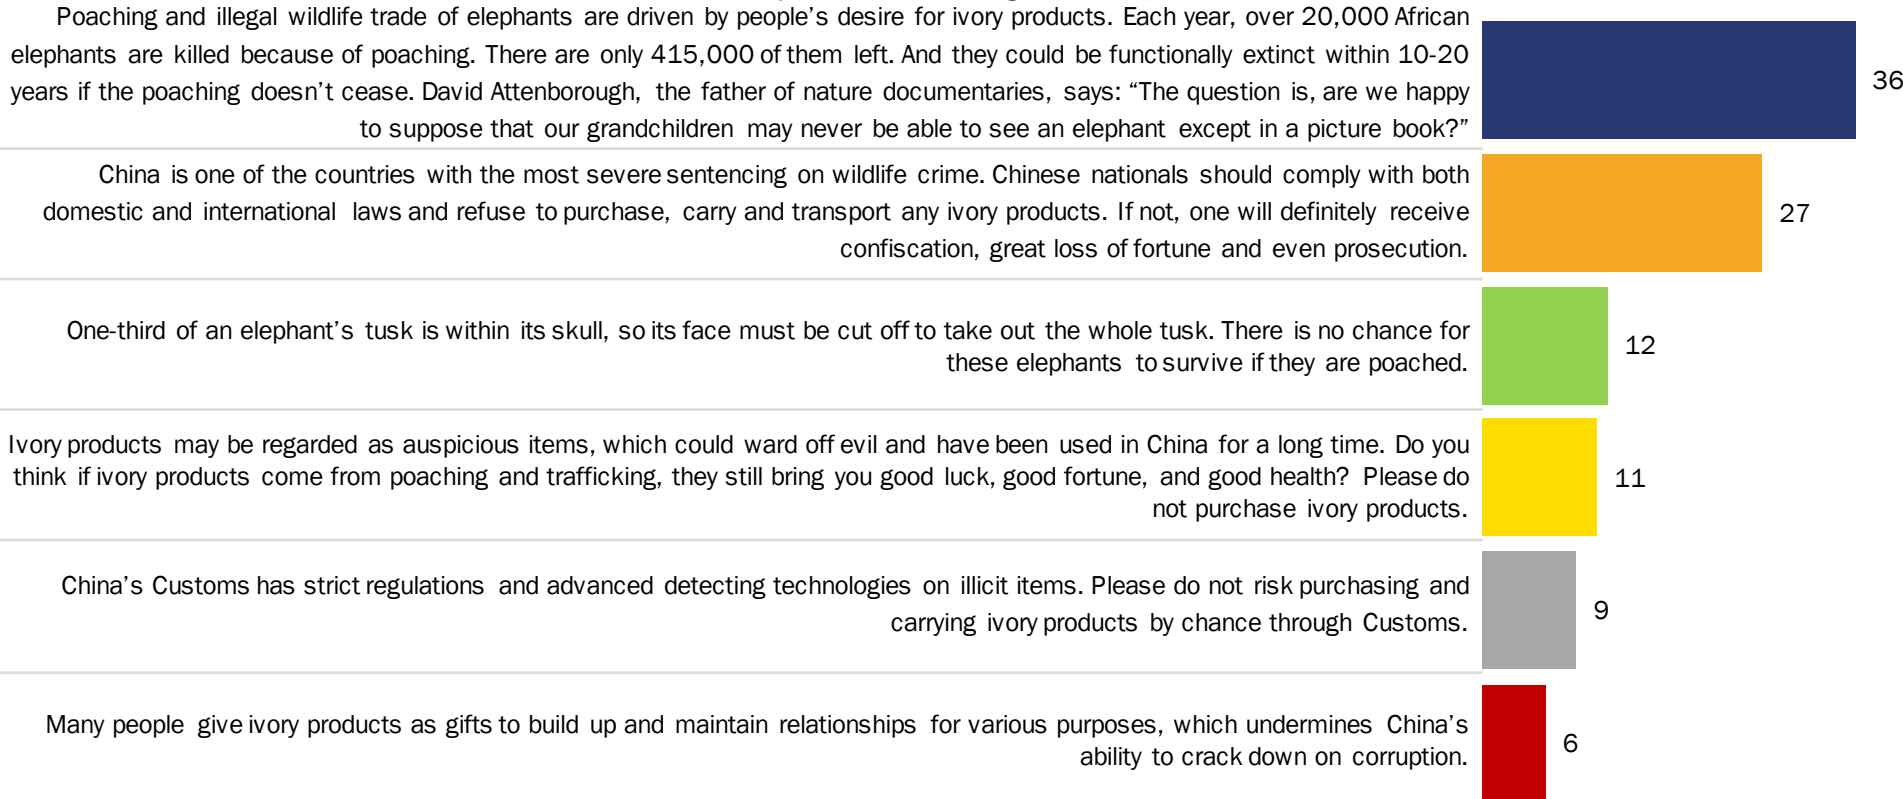 Poaching and illegal wildlife trade of elephants are driven by people's desire for ivory products. Each year, over 20,000 African
elephants are killed because of poaching. There are only 415,000 of them left. And they could be functionally extinct within 10-20
years if the poaching doesn't cease. David Attenborough, the father of nature documentaries, says: “The question is, are we happy
to suppose that our grandchildren may never be able to see an elephant except in a picture book?”
36
China is one of the countries with the most severe sentencing on wildlife crime. Chinese nationals should comply with both
domestic and international laws and refuse to purchase, carry and transport any ivory products. If not, one will definitely receive
confiscation, great loss of fortune and even prosecution.
27
One-third of an elephant's tusk is within its skull, so its face must be cut off to take out the whole tusk. There is no chance for
these elephants to survive if they are poached.
12
Ivory products may be regarded as auspicious items, which could ward off evil and have been used in China for a long time. Do you
think if ivory products come from poaching and trafficking, they still bring you good luck, good fortune, and good health? Please do
not purchase ivory products.
11
China's Customs has strict regulations and advanced detecting technologies on illicit items. Please do not risk purchasing and
carrying ivory products by chance through Customs.
9
Many people give ivory products as gifts to build up and maintain relationships for various purposes, which undermines China's
ability to crack down on corruption.
6